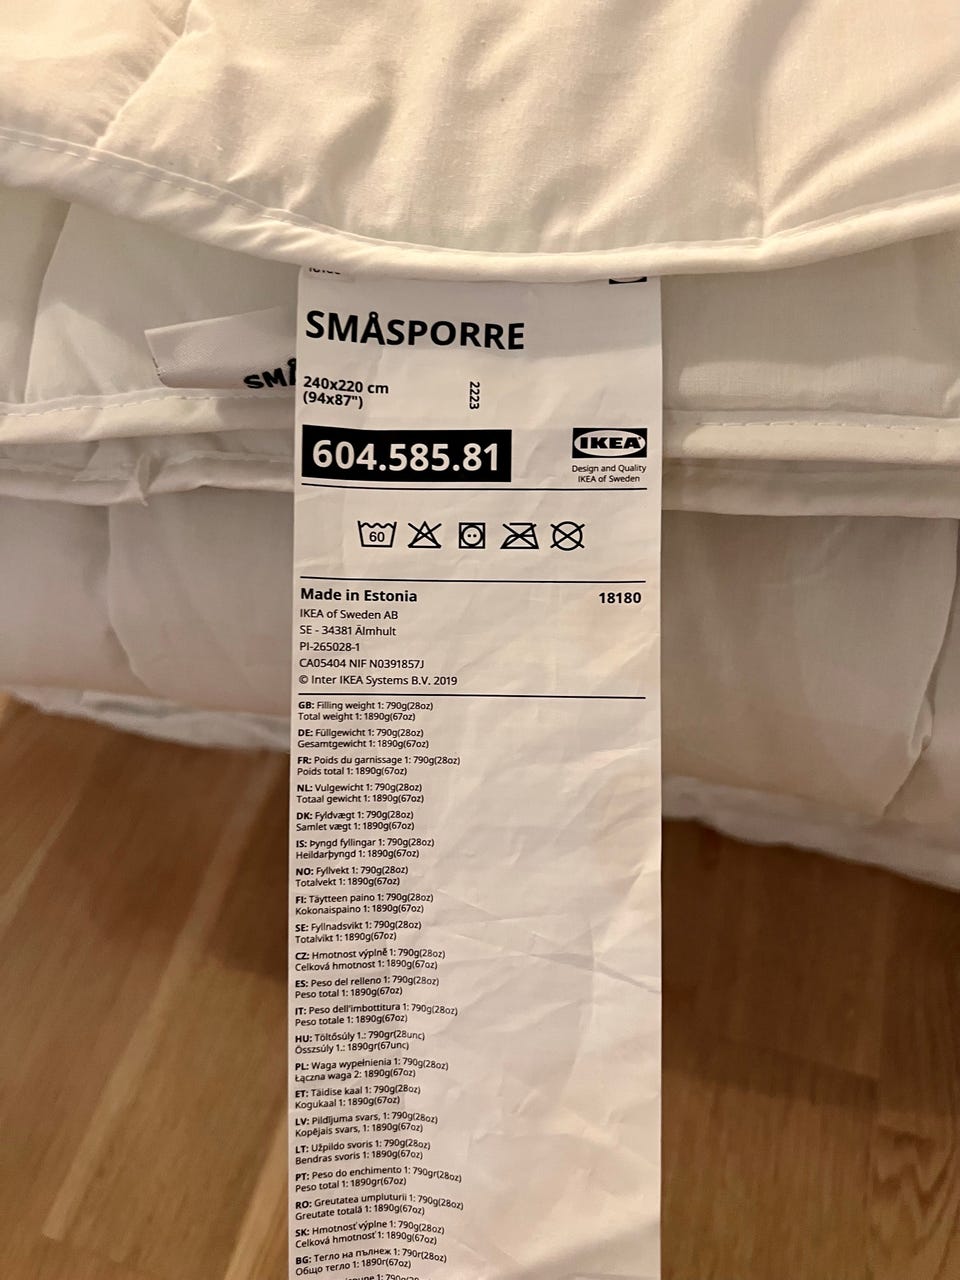 SMÅSPORRE
SMÅ
240x220 cm
(94x87")
2223
604.585.81
IKEA
Design and Quality
IKEA of Sweden
60
Made in Estonia
18180
IKEA of Sweden AB
SE - 34381 Älmhult
PI-265028-1
CA05404 NIF N0391857J
© Inter IKEA Systems B.V. 2019
GB: Filling weight 1: 790g(28oz)
Total weight 1: 1890g(67oz)
DE: Füllgewicht 1: 790g(28oz)
Gesamtgewicht 1: 1890g(67oz)
FR: Poids du garnissage 1: 790g(28oz)
Poids total 1: 1890g(67oz)
NL: Vulgewicht 1: 790g(28oz)
Totaal gewicht 1: 1890g(67oz)
DK: Fyldvægt 1: 790g(28oz)
Samlet vægt 1: 1890g(67oz)
IS: Þyngd fyllingar 1: 790g(28oz)
Heildarþyngd 1: 1890g(67oz)
NO: Fyllvekt 1: 790g(28oz)
Totalvekt 1: 1890g(67oz)
FI: Täytteen paino 1: 790g(28oz)
Kokonaispaino 1: 1890g(67oz)
SE: Fyllnadsvikt 1: 790g(28oz)
Totalvikt 1: 1890g(67oz)
CZ: Hmotnost výplně 1: 790g(28oz)
Celková hmotnost 1: 1890g(67oz)
ES: Peso del relleno 1: 790g(28oz)
Peso total 1: 1890g(67oz)
IT: Peso dell'imbottitura 1: 790g(28oz)
Peso totale 1: 1890g(67oz)
HU: Töltősúly 1.: 790gr(28unc)
Összsúly 1.: 1890gr(67unc)
PL: Waga wypełnienia 1: 790g(28oz)
Łączna waga 2: 1890g(67oz)
ET: Täidise kaal 1: 790g(28oz)
Kogukaal 1: 1890g(67oz)
LV: Pildījuma svars, 1: 790g(28oz)
Kopējais svars, 1: 1890g(67oz)
LT: Užpildo svoris 1: 790g(28oz)
Bendras svoris 1: 1890g(67oz)
PT: Peso do enchimento 1: 790gr(28oz)
Peso total 1: 1890gr(67oz)
RO: Greutatea umpluturii 1: 790g(28oz)
Greutate totală 1: 1890g(67oz)
SK: Hmotnosť výplne 1: 790g(28oz)
Celková hmotnosť 1: 1890g(67oz)
BG: Тегло на пълнеж 1: 790г(28oz)
Общо тегло 1: 1890г(67oz)